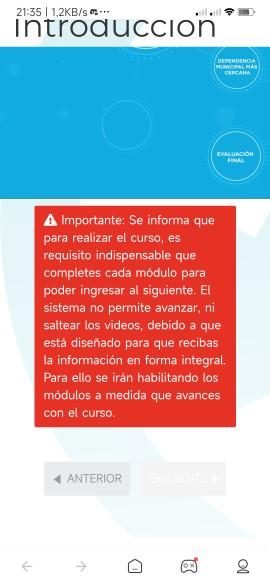 21:35 | 1,2KB/s
Introducción
DEPENDENCIA
MUNICIPAL MÁS
CERCANA
EVALUACIÓN
FINAL
Importante: Se informa que
para realizar el curso, es
requisito indispensable que
completes cada módulo para
poder ingresar al siguiente. El
sistema no permite avanzar, ni
saltear los videos, debido a que
está diseñado para que recibas
la información en forma integral.
Para ello se irán habilitando los
módulos a medida que avances
con el curso.
ANTERIOR
SIGUIENTE